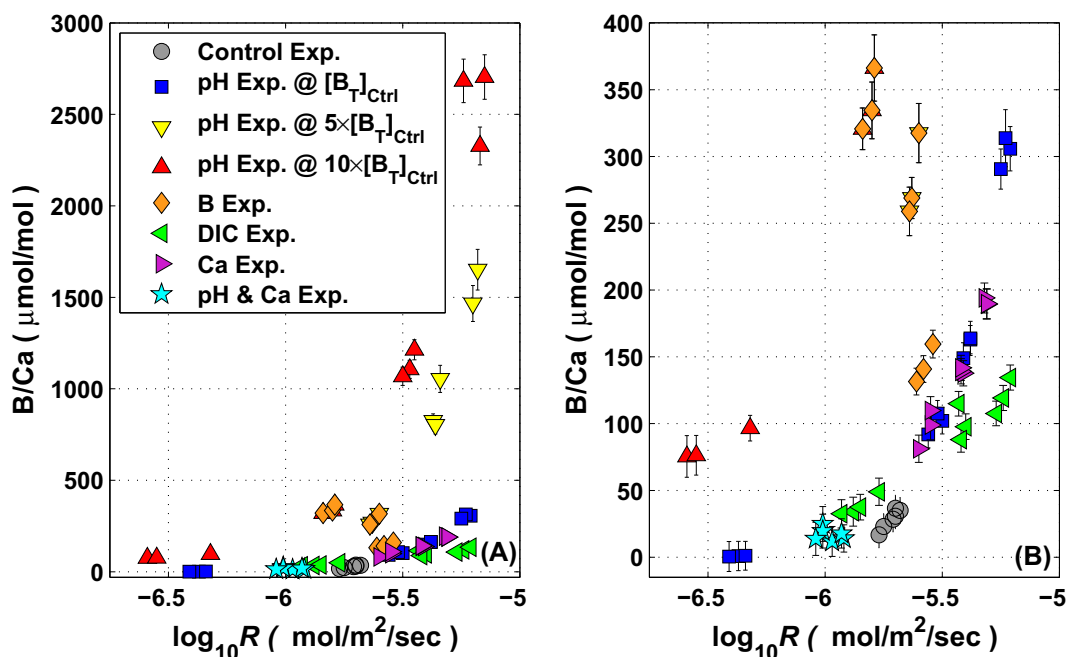 3000
2500
2000
1500
1000
500
0
B/Ca ( μmol/mol)
Control Exp.
pH Exp. @ [B_T]_Ctrl
pH Exp. @ 5×[B_T]_Ctrl
pH Exp. @ 10×[B_T]_Ctrl
B Exp.
DIC Exp.
Ca Exp.
pH & Ca Exp.
(A)
−6.5 −6 −5.5 −5
log₁₀R ( mol/m²/sec)
400
350
300
250
200
150
100
50
0
B/Ca ( μmol/mol)
(B)
−6.5 −6 −5.5 −5
log₁₀R ( mol/m²/sec)